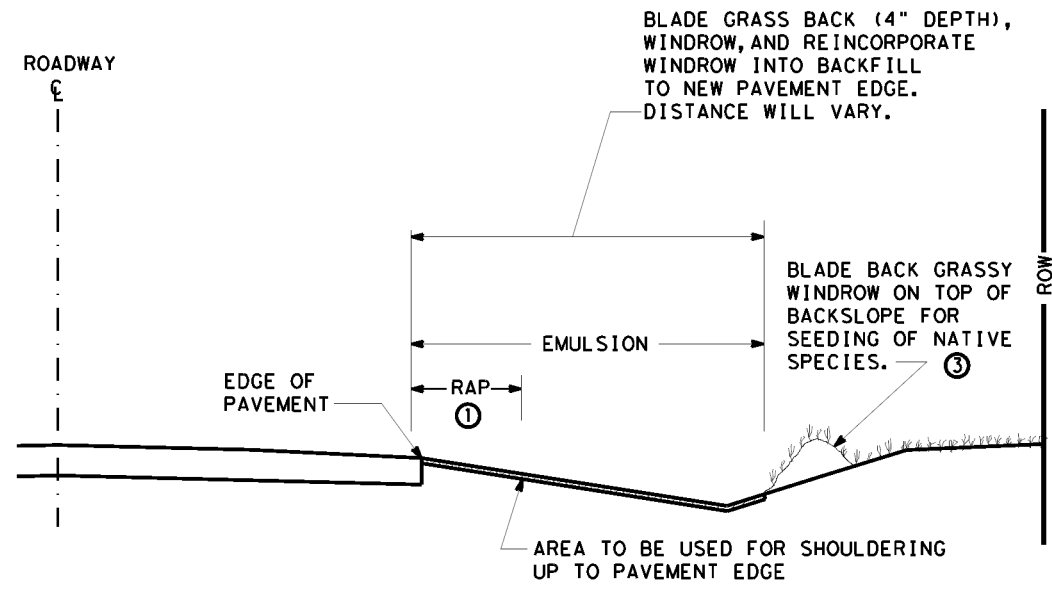 BLADE GRASS BACK (4" DEPTH),
WINDROW, AND REINCORPORATE
WINDROW INTO BACKFILL
TO NEW PAVEMENT EDGE.
DISTANCE WILL VARY.
ROADWAY
℄
BLADE BACK GRASSY
WINDROW ON TOP OF
BACKSLOPE FOR
SEEDING OF NATIVE
SPECIES.
3
ROW
EMULSION
RAP
1
EDGE OF
PAVEMENT
AREA TO BE USED FOR SHOULDERING
UP TO PAVEMENT EDGE